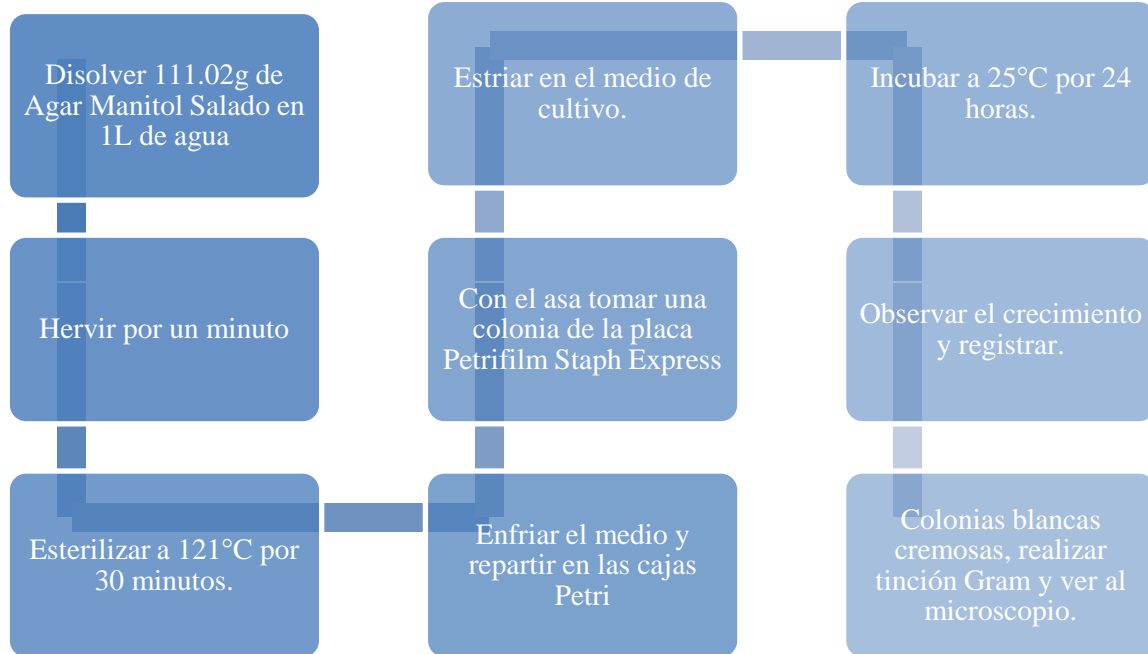 Disolver 111.02g de
Agar Manitol Salado en
1L de agua
Hervir por un minuto
Esterilizar a 121°C por
30 minutos.
Enfriar el medio y
repartir en las cajas
Petri
Con el asa tomar una
colonia de la placa
Petrifilm Staph Express
Estriar en el medio de
cultivo.
Incubar a 25°C por 24
horas.
Observar el crecimiento
y registrar.
Colonias blancas
cremosas, realizar
tinción Gram y ver al
microscopio.